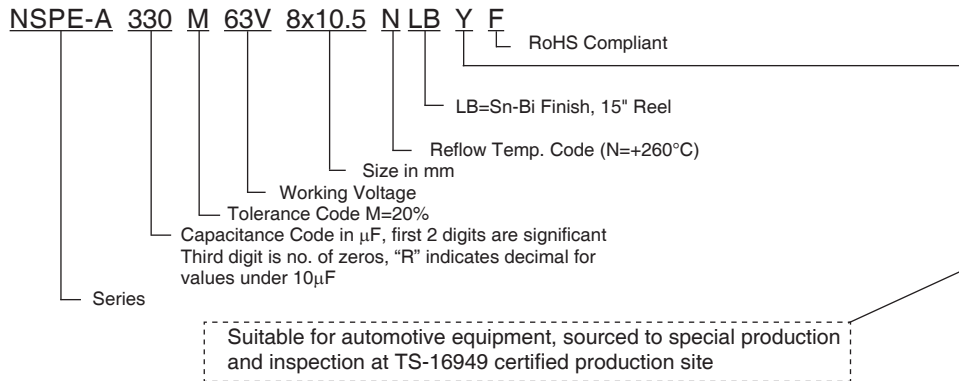 NSPE-A 330 M 63V 8x10.5 N LB Y F
RoHS Compliant
LB=Sn-Bi Finish, 15" Reel
Reflow Temp. Code (N=+260°C)
Size in mm
Working Voltage
Tolerance Code M=20%
Capacitance Code in μF, first 2 digits are significant
Third digit is no. of zeros, “R” indicates decimal for
values under 10μF
Series
Suitable for automotive equipment, sourced to special production
and inspection at TS-16949 certified production site